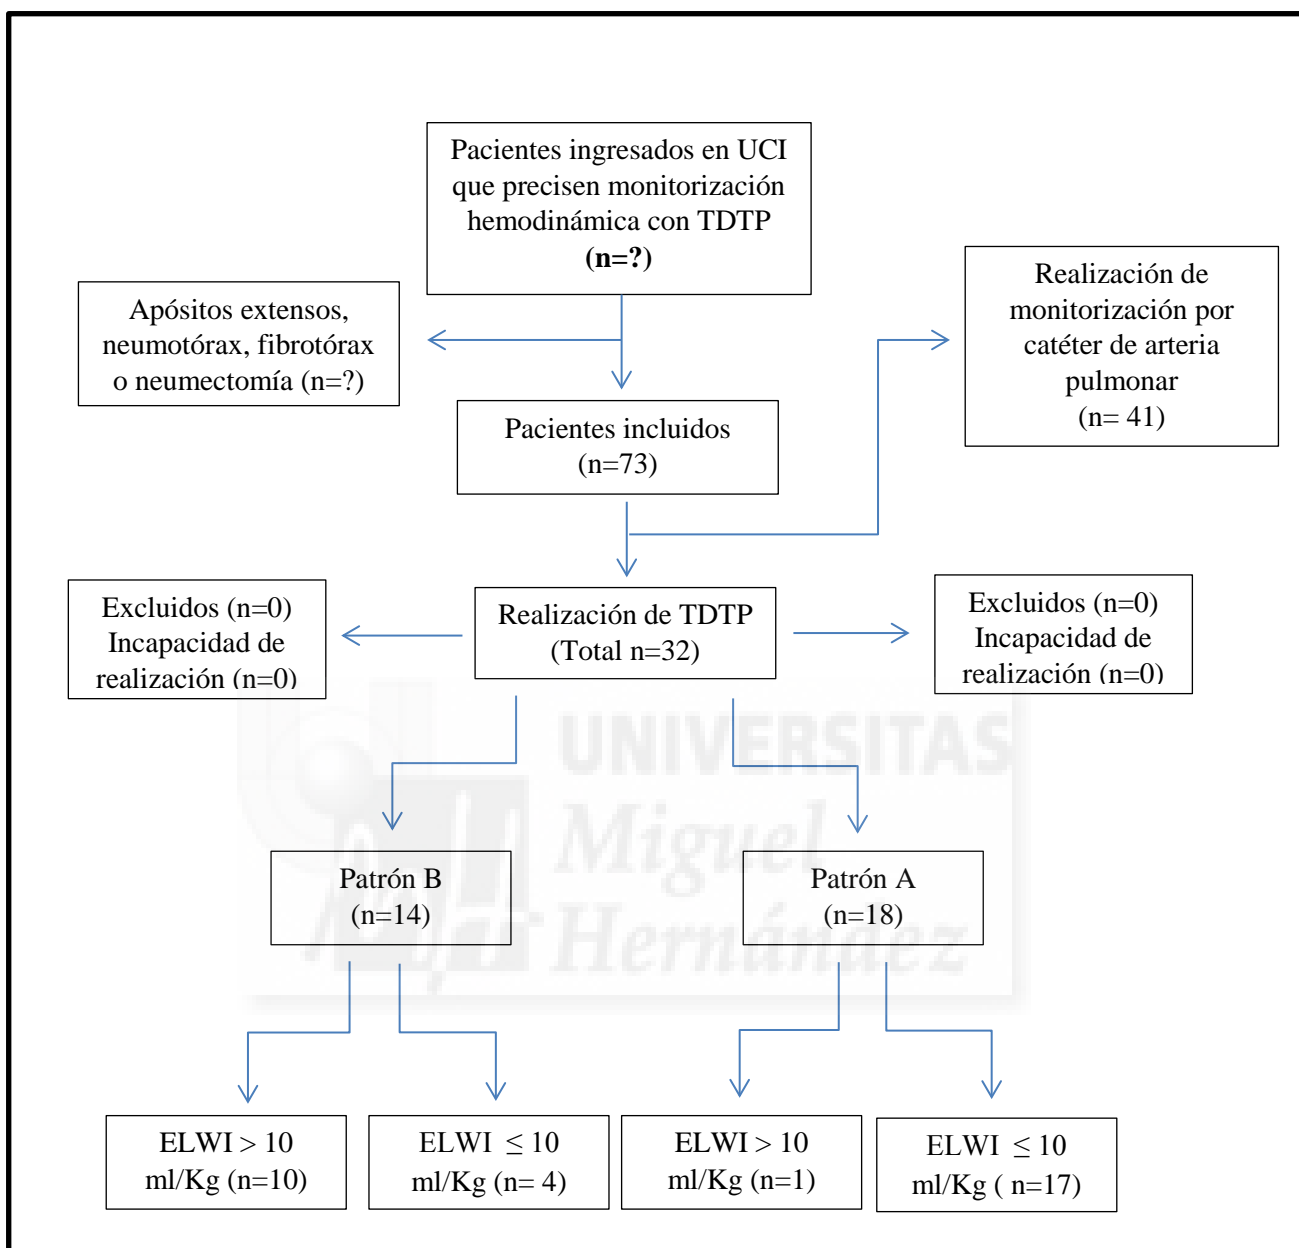 Pacientes ingresados en UCI
que precisen monitorización
hemodinámica con TDTP
(n=?)
Apósitos extensos,
neumotórax, fibrotórax
o neumectomía (n=?)
Realización de
monitorización por
catéter de arteria
pulmonar
(n= 41)
Pacientes incluidos
(n=73)
Excluidos (n=0)
Incapacidad de
realización (n=0)
Realización de TDTP
(Total n=32)
Excluidos (n=0)
Incapacidad de
realización (n=0)
UNIVERSITAS
Miguel
Hernández
Patrón B
(n=14)
Patrón A
(n=18)
ELWI > 10
ml/Kg (n=10)
ELWI ≤ 10
ml/Kg (n= 4)
ELWI > 10
ml/Kg (n=1)
ELWI ≤ 10
ml/Kg ( n=17)